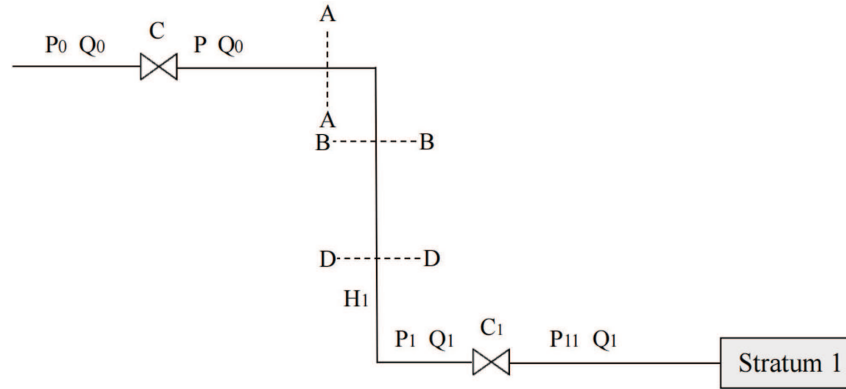 A
C
P0 Q0
P Q0
A
B B
D D
H1
P1 Q1
C1
P11 Q1
Stratum 1